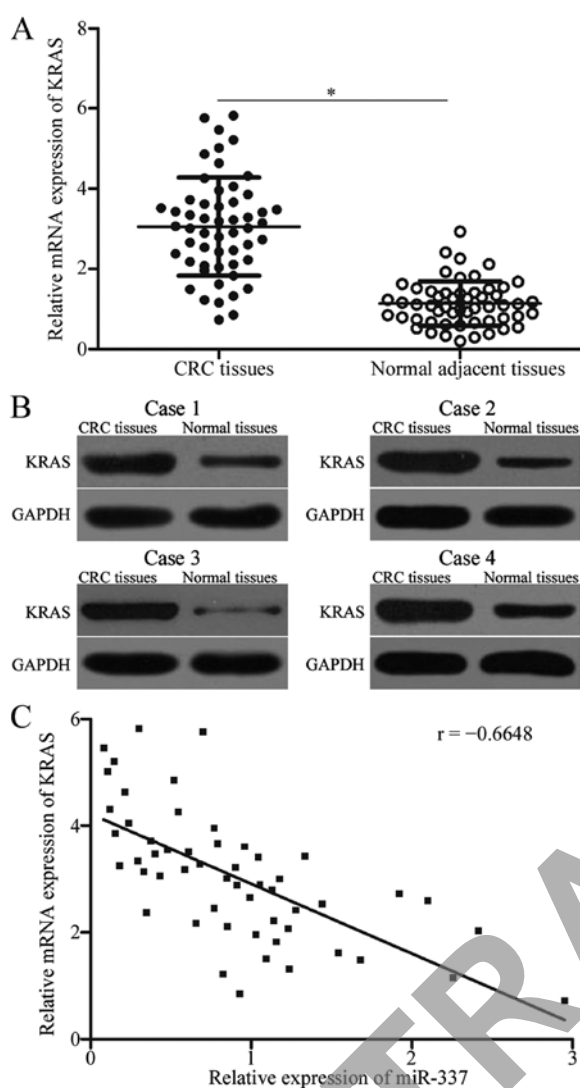 A
Relative mRNA expression of KRAS
8
6
4
2
0
*
CRC tissues
Normal adjacent tissues
B
Case 1
CRC tissues Normal tissues
KRAS
GAPDH
Case 2
CRC tissues Normal tissues
KRAS
GAPDH
Case 3
CRC tissues Normal tissues
KRAS
GAPDH
Case 4
CRC tissues Normal tissues
KRAS
GAPDH
C
Relative mRNA expression of KRAS
6
4
2
0
r = −0.6648
0 1 2 3
Relative expression of miR-337
TRA